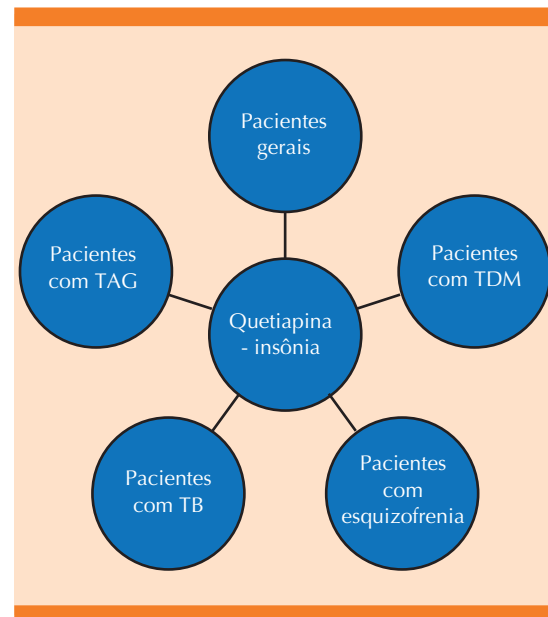 Pacientes
gerais
Pacientes
com TAG
Pacientes
com TDM
Quetiapina
- insônia
Pacientes
com TB
Pacientes
com
esquizofrenia